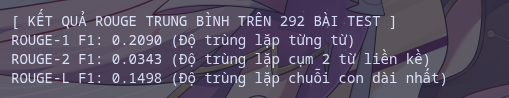 [ KẾT QUẢ ROUGE TRUNG BÌNH TRÊN 292 BÀI TEST ]
ROUGE-1 F1: 0.2090 (Độ trùng lặp từng từ)
ROUGE-2 F1: 0.0343 (Độ trùng lặp cụm 2 từ liền kề)
ROUGE-L F1: 0.1498 (Độ trùng lặp chuỗi con dài nhất)